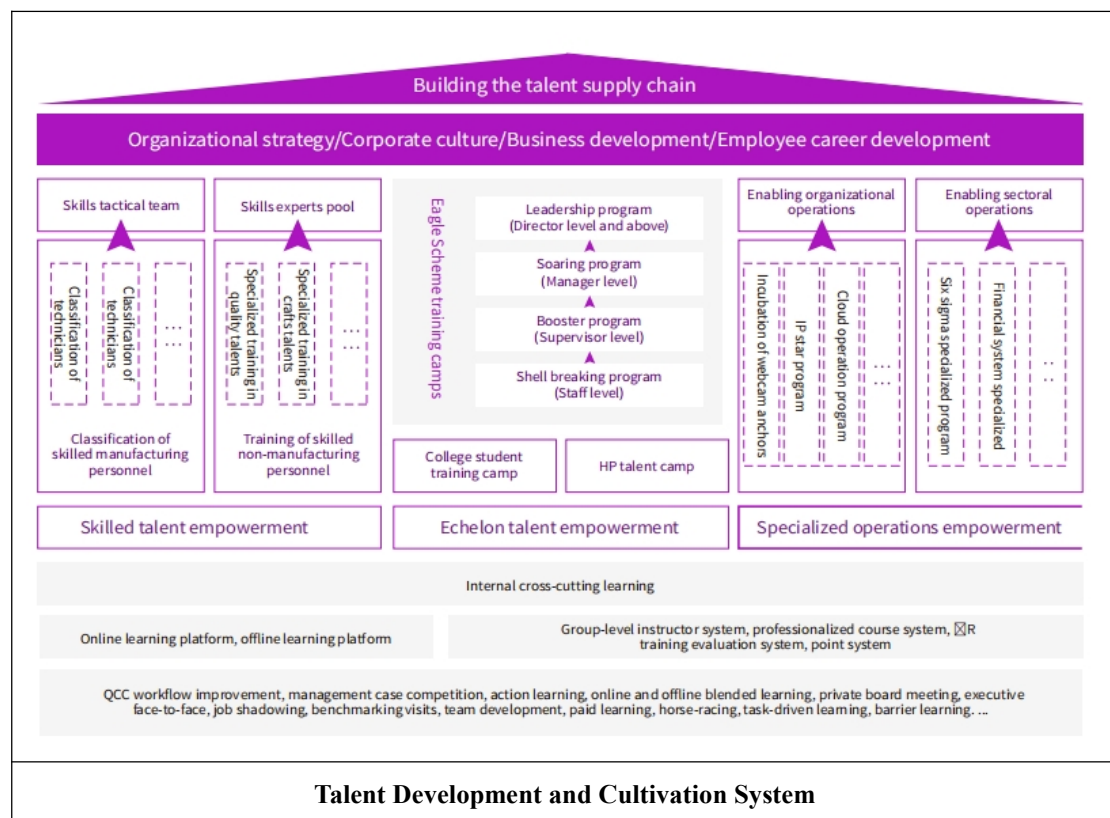 Building the talent supply chain
Organizational strategy/Corporate culture/Business development/Employee career development
Skills tactical team
Classification of
technicians
Classification of
technicians
... ...
Classification of
skilled manufacturing
personnel
Skills experts pool
Specialized training in
quality talents
Specialized training in
crafts talents
... ...
Training of skilled
non-manufacturing
personnel
Eagle Scheme training camps
Leadership program
(Director level and above)
Soaring program
(Manager level)
Booster program
(Supervisor level)
Shell breaking program
(Staff level)
College student
training camp
HP talent camp
Enabling organizational
operations
Incubation of webcam anchors
IP star program
Cloud operation program
... ...
Enabling sectoral
operations
Six sigma specialized program
Financial system specialized
... ..
Skilled talent empowerment
Echelon talent empowerment
Specialized operations empowerment
Internal cross-cutting learning
Online learning platform, offline learning platform
Group-level instructor system, professionalized course system, R
training evaluation system, point system
QCC workflow improvement, management case competition, action learning, online and offline blended learning, private board meeting, executive
face-to-face, job shadowing, benchmarking visits, team development, paid learning, horse-racing, task-driven learning, barrier learning. ...
Talent Development and Cultivation System